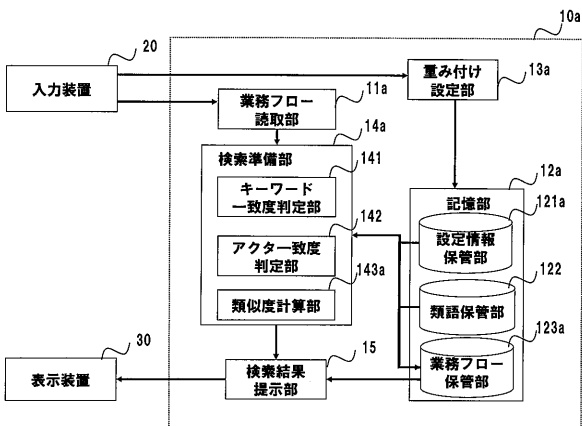 10a
20
入力装置
重み付け
設定部
13a
業務フロー
読取部
11a
14a
検索準備部
141
キーワード
一致度判定部
142
アクター致度
判定部
143a
類似度計算部
12a
記憶部
121a
設定情報
保管部
122
類語保管部
123a
業務フロー
保管部
30
表示装置
15
検索結果
提示部